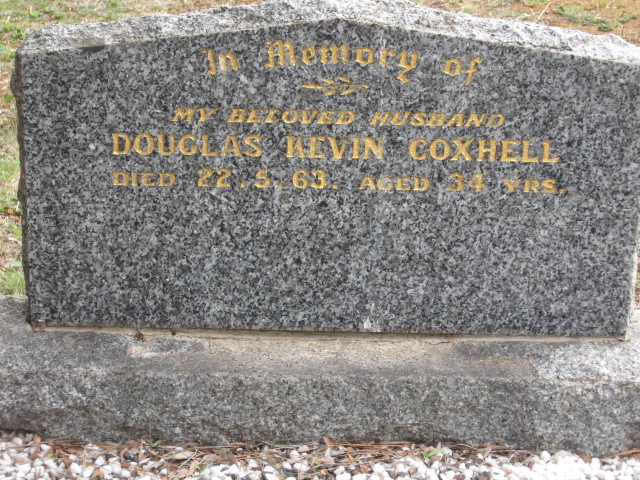 In Memory of
MY BELOVED HUSBAND
DOUGLAS KEVIN COXHELL
DIED 22.5.63. AGED 34 YRS.